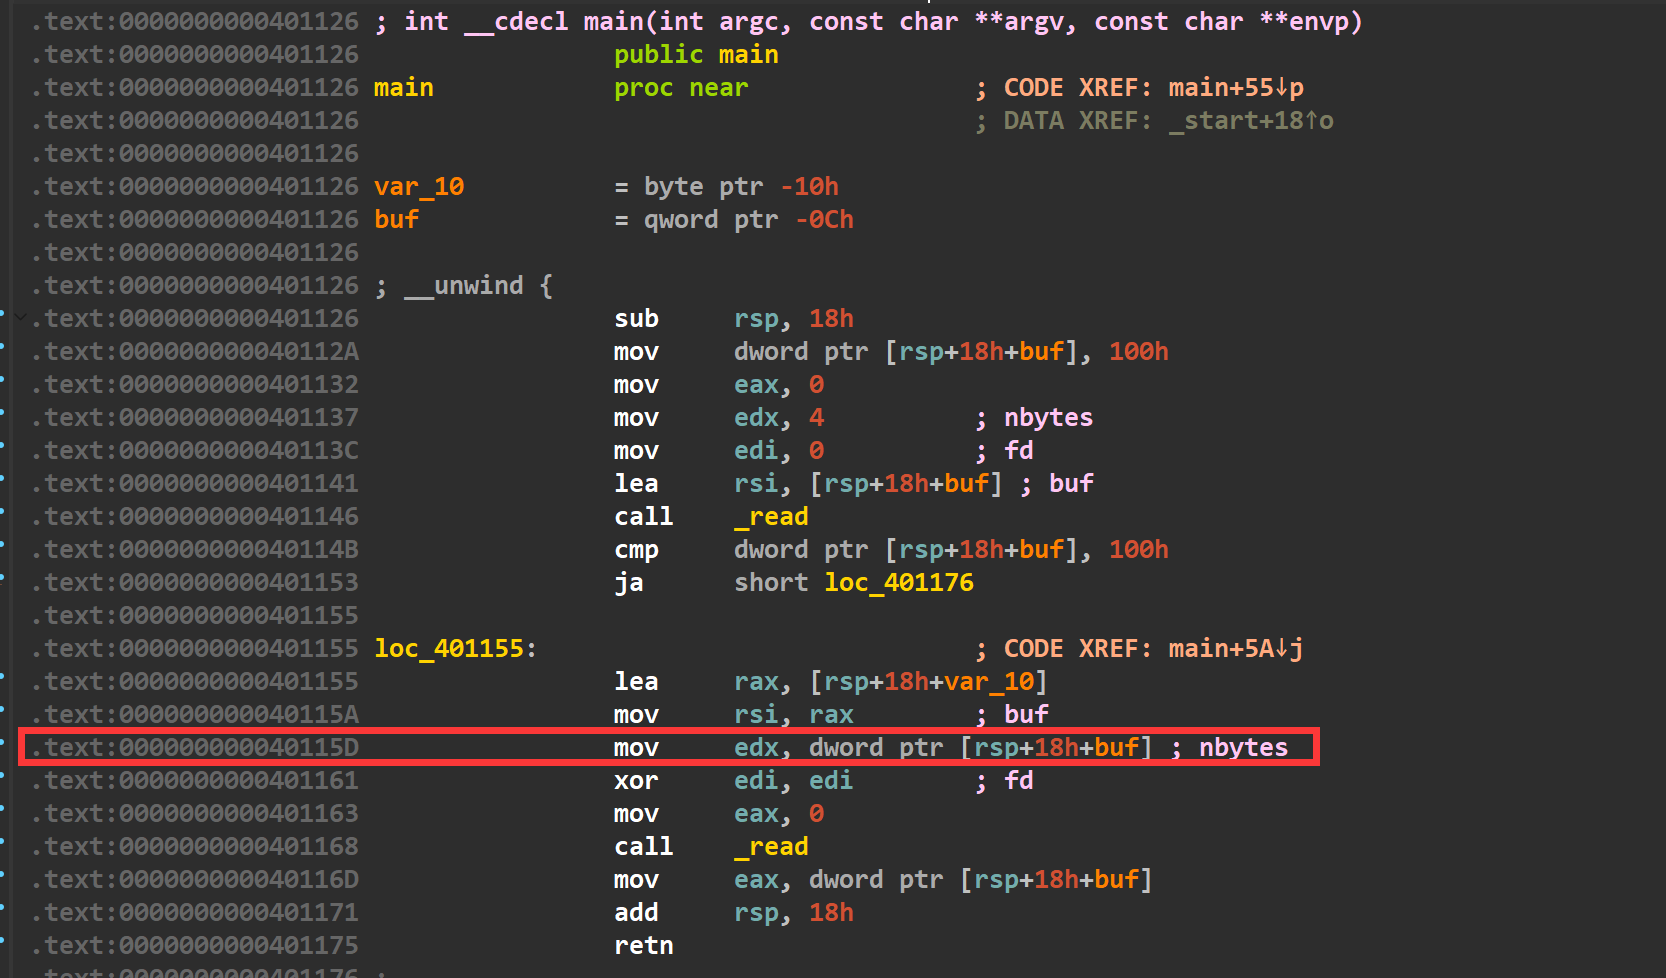 .text:0000000000401126 ; int __cdecl main(int argc, const char **argv, const char **envp)
.text:0000000000401126                 public main
.text:0000000000401126 main            proc near               ; CODE XREF: main+55↓p
.text:0000000000401126                                         ; DATA XREF: _start+18↑o
.text:0000000000401126
.text:0000000000401126 var_10          = byte ptr -10h
.text:0000000000401126 buf             = qword ptr -0Ch
.text:0000000000401126
.text:0000000000401126 ; __unwind {
.text:0000000000401126                 sub     rsp, 18h
.text:000000000040112A                 mov     dword ptr [rsp+18h+buf], 100h
.text:0000000000401132                 mov     eax, 0
.text:0000000000401137                 mov     edx, 4          ; nbytes
.text:000000000040113C                 mov     edi, 0          ; fd
.text:0000000000401141                 lea     rsi, [rsp+18h+buf] ; buf
.text:0000000000401146                 call    _read
.text:000000000040114B                 cmp     dword ptr [rsp+18h+buf], 100h
.text:0000000000401153                 ja      short loc_401176
.text:0000000000401155
.text:0000000000401155 loc_401155:                             ; CODE XREF: main+5A↓j
.text:0000000000401155                 lea     rax, [rsp+18h+var_10]
.text:000000000040115A                 mov     rsi, rax        ; buf
.text:000000000040115D                 mov     edx, dword ptr [rsp+18h+buf] ; nbytes
.text:0000000000401161                 xor     edi, edi        ; fd
.text:0000000000401163                 mov     eax, 0
.text:0000000000401168                 call    _read
.text:000000000040116D                 mov     eax, dword ptr [rsp+18h+buf]
.text:0000000000401171                 add     rsp, 18h
.text:0000000000401175                 retn
.text:0000000000401176 ;